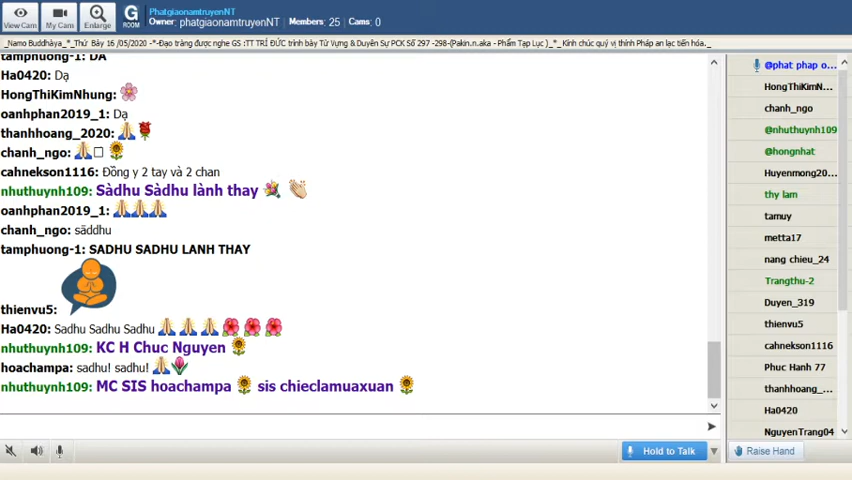 PhatgiaonamtruyenNT
Owner: phatgiaonamtruyenNT Members: 25 Cams: 0
View Cam My Cam Enlarge G ROOM
_Namo Buddhàya_*_Thứ Bảy 16 /05/2020 -*-Đạo tràng được nghe GS :TT TRÍ ĐỨC trình bày Tứ Vựng & Duyên Sự PCK Số 297 -298-(Pakin.n.aka - Phẩm Tạp Lục )_*_ Kính chúc quý vị thính Pháp an lạc tiến hóa._
tamphuong-1: DA
Ha0420: Dạ
HongThiKimNhung:
oanhphan2019_1: Dạ
thanhhoang_2020:
chanh_ngo:
cahnekson1116: Đồng y 2 tay và 2 chan
nhuthuynh109: Sàdhu Sàdhu lành thay
oanhphan2019_1:
chanh_ngo: sāddhu
tamphuong-1: SADHU SADHU LANH THAY
thienvu5:
Ha0420: Sadhu Sadhu Sadhu
nhuthuynh109: KC H Chuc Nguyen
hoachampa: sadhu! sadhu!
nhuthuynh109: MC SIS hoachampa sis chieclamuaxuan
Hold to Talk
@phat phap o...
HongThiKimN...
chanh_ngo
@nhuthuynh109
@hongnhat
Huyenmong20...
thy lam
tamuy
metta17
nang chieu_24
Trangthu-2
Duyen_319
thienvu5
cahnekson1116
Phuc Hanh 77
thanhhoang_...
Ha0420
NguyenTrang04
Raise Hand